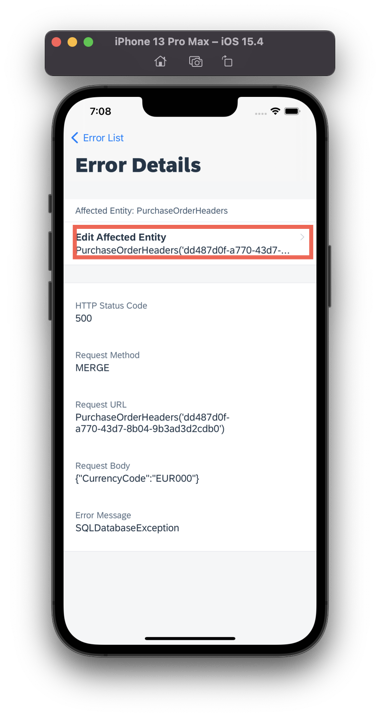 iPhone 13 Pro Max – iOS 15.4
7:08
Error List
Error Details
Affected Entity: PurchaseOrderHeaders
Edit Affected Entity
PurchaseOrderHeaders('dd487d0f-a770-43d7-...
HTTP Status Code
500
Request Method
MERGE
Request URL
PurchaseOrderHeaders('dd487d0f-
a770-43d7-8b04-9b3ad3d2cdb0')
Request Body
{"CurrencyCode":"EUR000"}
Error Message
SQLDatabaseException